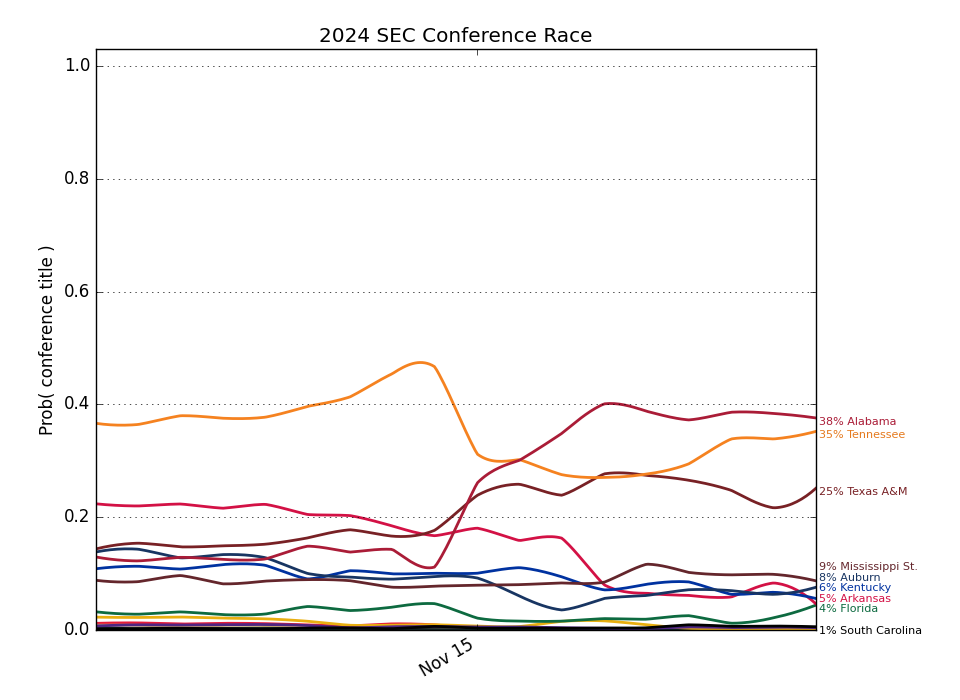 2024 SEC Conference Race
Prob( conference title )
1.0
0.8
0.6
0.4
0.2
0.0
Nov 15
38% Alabama
35% Tennessee
25% Texas A&M
9% Mississippi St.
8% Auburn
6% Kentucky
5% Arkansas
4% Florida
1% South Carolina